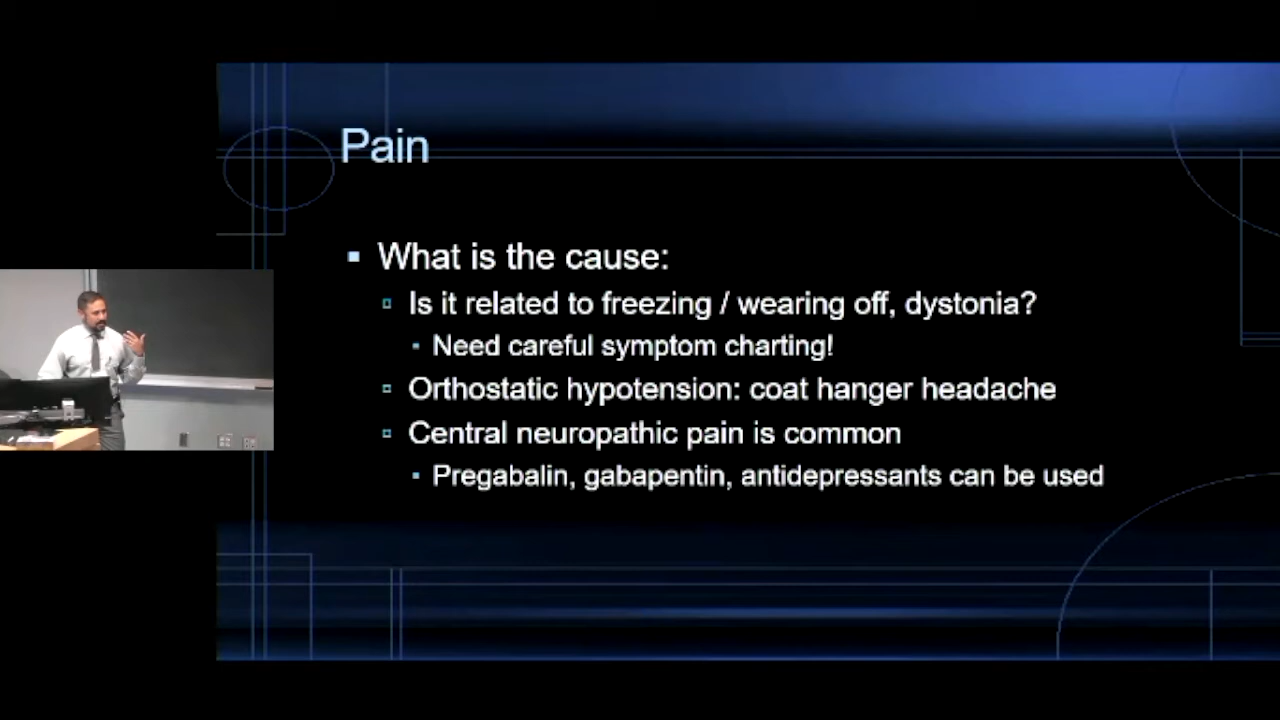 Pain
What is the cause:
Is it related to freezing / wearing off, dystonia?
Need careful symptom charting!
Orthostatic hypotension: coat hanger headache
Central neuropathic pain is common
Pregabalin, gabapentin, antidepressants can be used